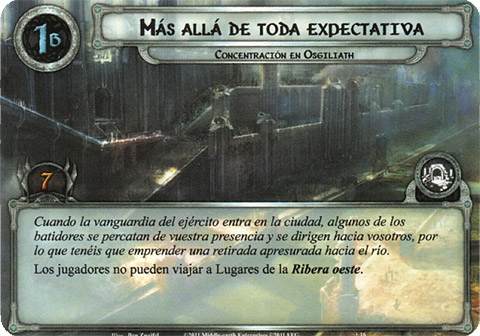 1B
MÁS ALLÁ DE TODA EXPECTATIVA
CONCENTRACIÓN EN OSGILIATH
7
Cuando la vanguardia del ejército entra en la ciudad, algunos de los
batidores se percatan de vuestra presencia y se dirigen hacia vosotros, por
lo que tenéis que emprender una retirada apresurada hacia el río.
Los jugadores no pueden viajar a Lugares de la Ribera oeste.